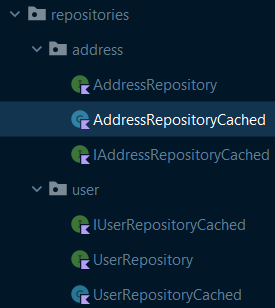 repositories
address
AddressRepository
AddressRepositoryCached
IAddressRepositoryCached
user
IUserRepositoryCached
UserRepository
UserRepositoryCached